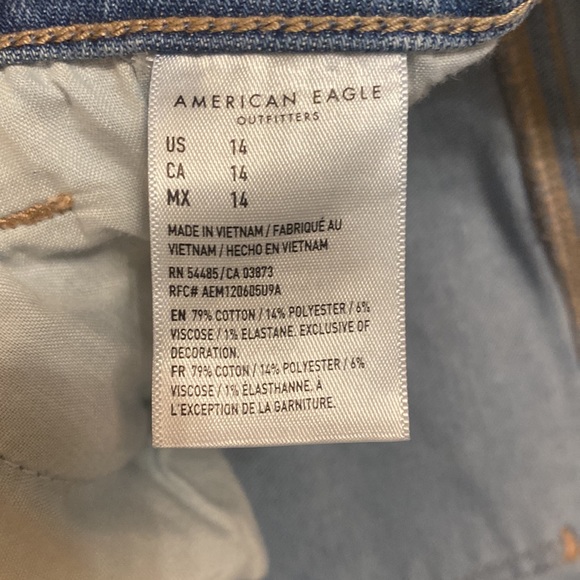 AMERICAN EAGLE
OUTFITTERS
US 14
CA 14
MX 14
MADE IN VIETNAM / FABRIQUÉ AU
VIETNAM / HECHO EN VIETNAM
RN 54485/CA 03873
RFC# AEM120605U9A
EN 79% COTTON / 14% POLYESTER / 6%
VISCOSE / 1% ELASTANE. EXCLUSIVE OF
DECORATION.
FR 79% COTON / 14% POLYESTER / 6%
VISCOSE / 1% ÉLASTHANNE. À
L'EXCEPTION DE LA GARNITURE.